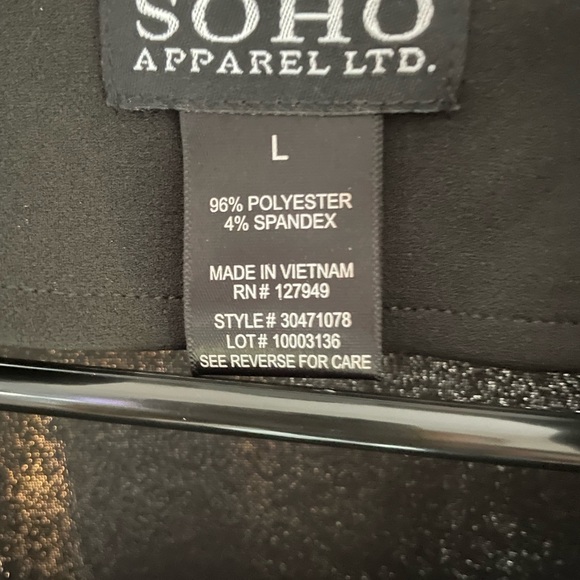 SOHO
APPAREL LTD.
L
96% POLYESTER
4% SPANDEX
MADE IN VIETNAM
RN# 127949
STYLE# 30471078
LOT# 10003136
SEE REVERSE FOR CARE